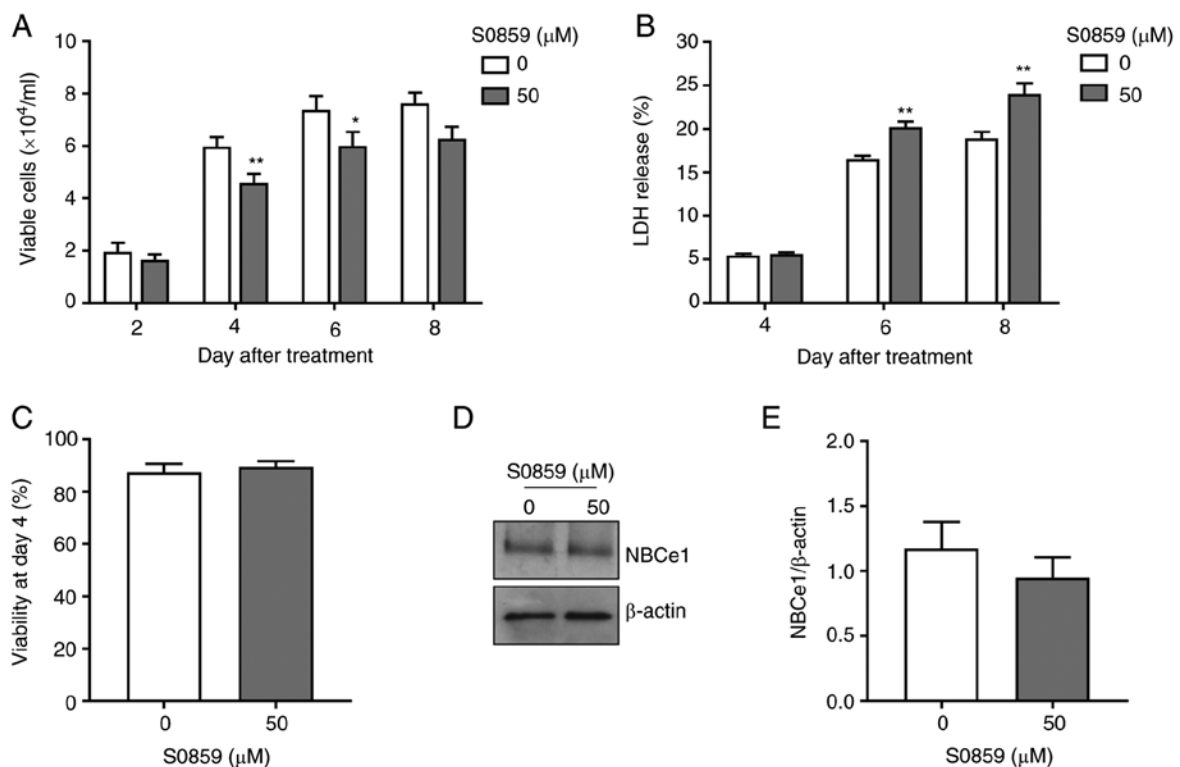 A
S0859 (μM)
0
50
Viable cells (×10⁴/ml)
10
8
6
4
2
0
**
*
2 4 6 8
Day after treatment
B
S0859 (μM)
0
50
LDH release (%)
30
25
20
15
10
5
0
**
**
4 6 8
Day after treatment
C
Viability at day 4 (%)
100
80
60
40
20
0
0 50
S0859 (μM)
D
S0859 (μM)
0 50
NBCe1
β-actin
E
NBCe1/β-actin
2.0
1.5
1.0
0.5
0.0
0 50
S0859 (μM)